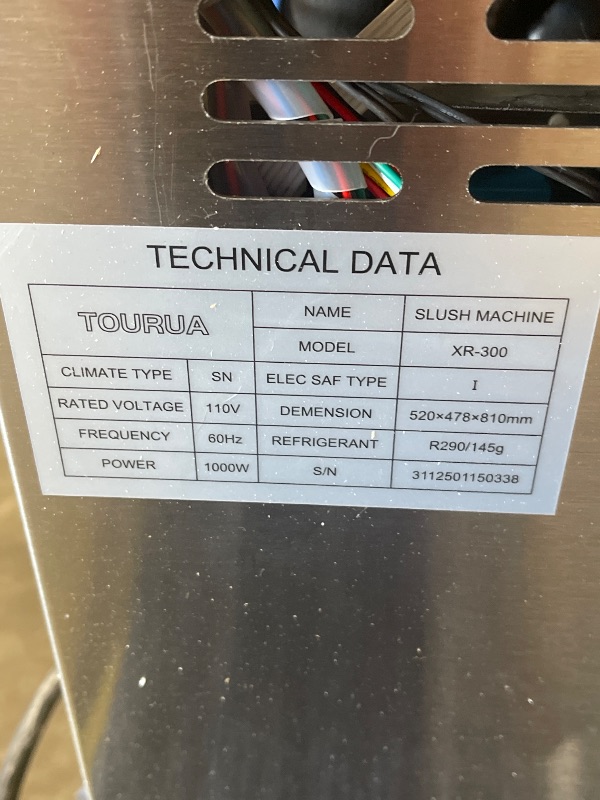 TECHNICAL DATA
TOURUA
NAME SLUSH MACHINE
MODEL XR-300
CLIMATE TYPE SN ELEC SAF TYPE I
RATED VOLTAGE 110V DEMENSION 520×478×810mm
FREQUENCY 60Hz REFRIGERANT R290/145g
POWER 1000W S/N 3112501150338